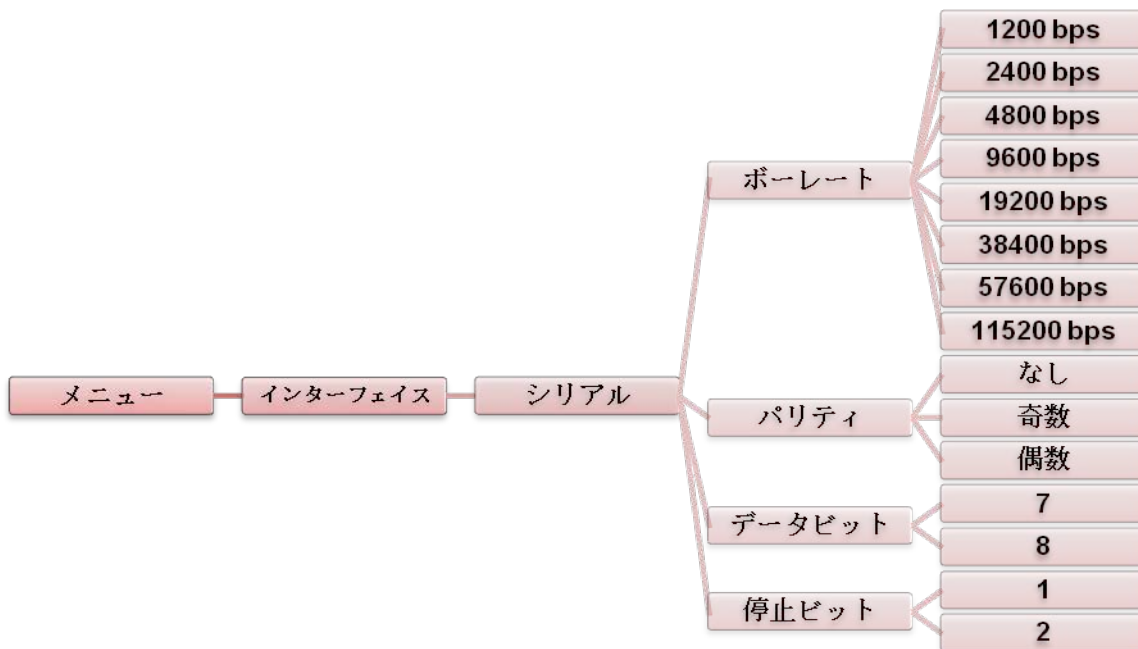 メニュー
インターフェイス
シリアル
ボーレート
1200 bps
2400 bps
4800 bps
9600 bps
19200 bps
38400 bps
57600 bps
115200 bps
パリティ
なし
奇数
偶数
データビット
7
8
停止ビット
1
2